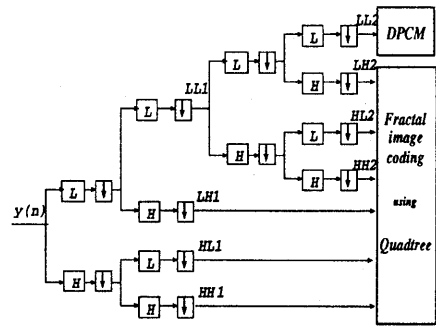 LL2
L
DPCM
L
LH2
H
LL1
L
HL2
Fractal
image
coding
using
Quadtree
L
H
HH2
H
L
LH1
H
y(n)
HL1
L
H
HH1
H